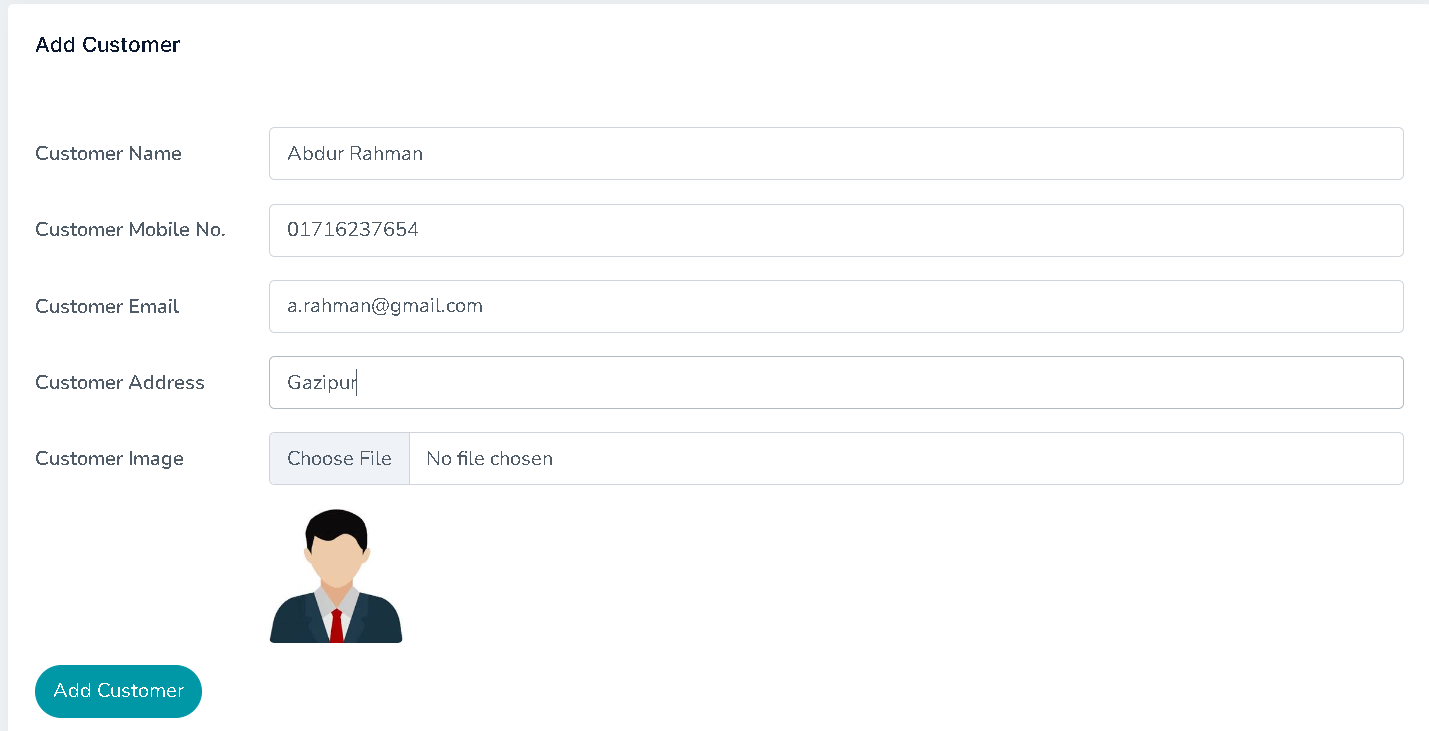 Add Customer
Customer Name Abdur Rahman
Customer Mobile No. 01716237654
Customer Email a.rahman@gmail.com
Customer Address Gazipur
Customer Image Choose File No file chosen
Add Customer